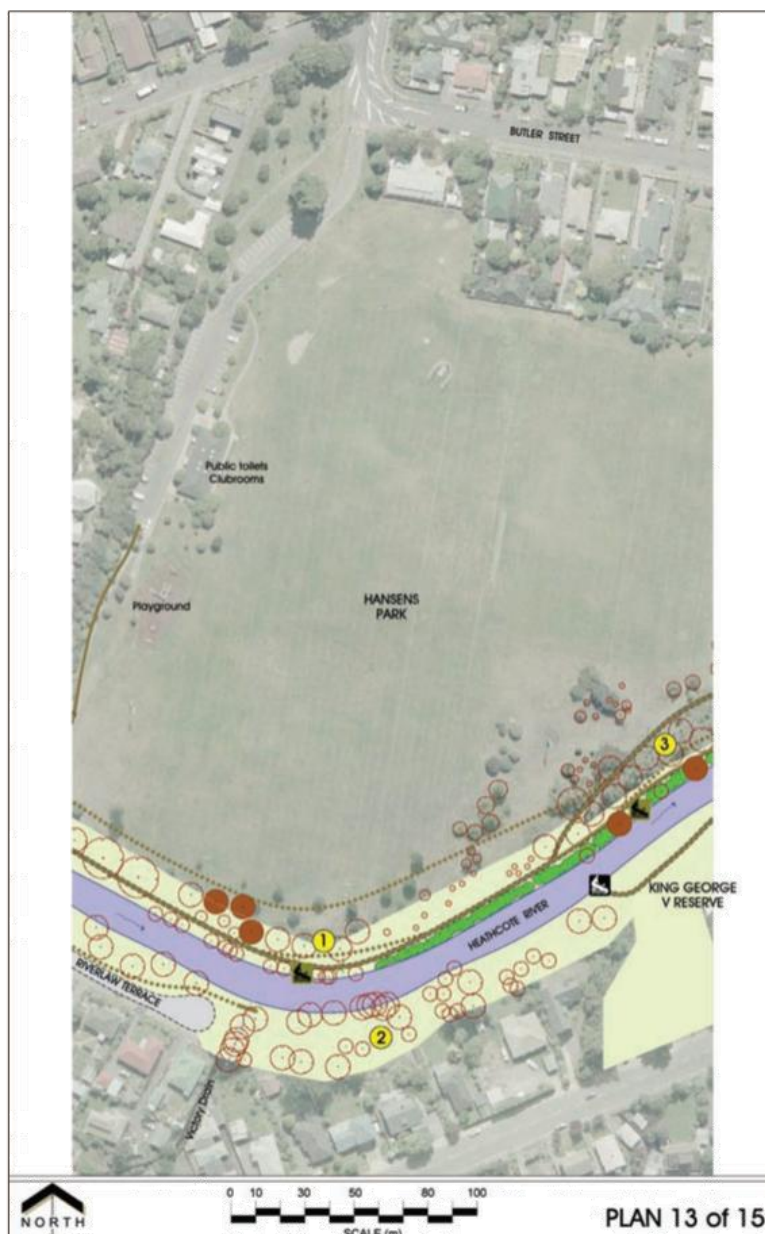 BUTLER STREET
Public toilets
Clubrooms
Playground
HANSENS
PARK
3
KING GEORGE
V RESERVE
HEATHCOTE RIVER
1
RIVERLAW TERRACE
2
Victory Drain
NORTH
0 10 30 50 80 100
SCALE (m)
PLAN 13 of 15